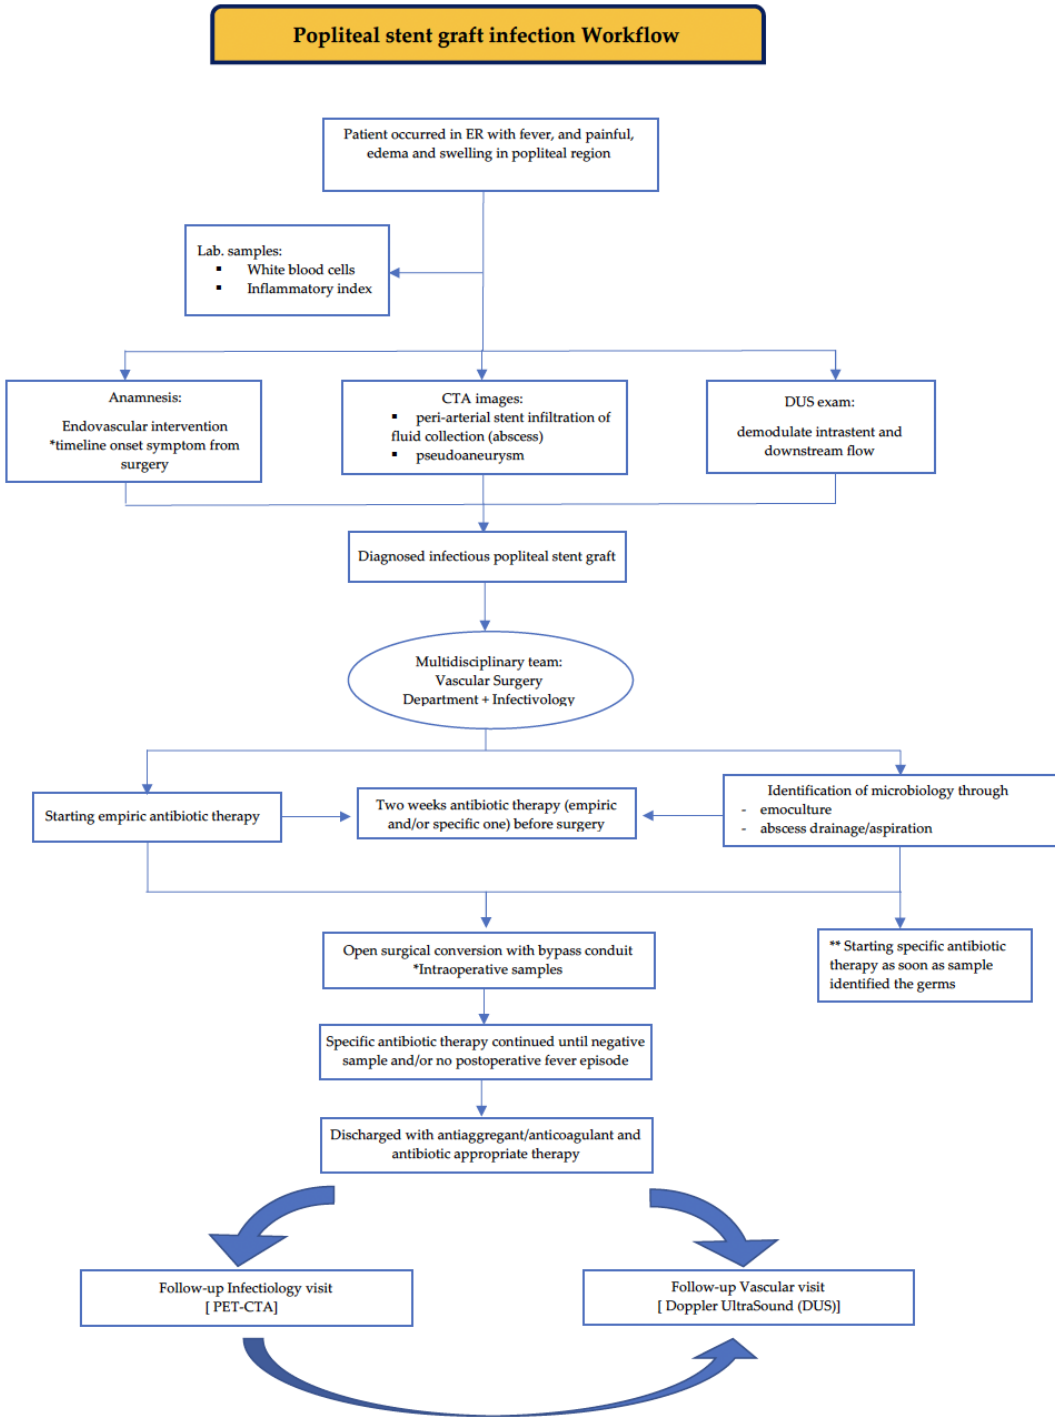 Popliteal stent graft infection Workflow
Patient occurred in ER with fever, and painful,
edema and swelling in popliteal region
Lab. samples:
▪ White blood cells
▪ Inflammatory index
Anamnesis:
Endovascular intervention
*timeline onset symptom from
surgery
CTA images:
▪ peri-arterial stent infiltration of
fluid collection (abscess)
▪ pseudoaneurysm
DUS exam:
demodulate intrastent and
downstream flow
Diagnosed infectious popliteal stent graft
Multidisciplinary team:
Vascular Surgery
Department + Infectivology
Starting empiric antibiotic therapy
Two weeks antibiotic therapy (empiric
and/or specific one) before surgery
Identification of microbiology through
- emoculture
- abscess drainage/aspiration
Open surgical conversion with bypass conduit
*Intraoperative samples
** Starting specific antibiotic
therapy as soon as sample
identified the germs
Specific antibiotic therapy continued until negative
sample and/or no postoperative fever episode
Discharged with antiaggregant/anticoagulant and
antibiotic appropriate therapy
Follow-up Infectiology visit
[ PET-CTA]
Follow-up Vascular visit
[ Doppler UltraSound (DUS)]